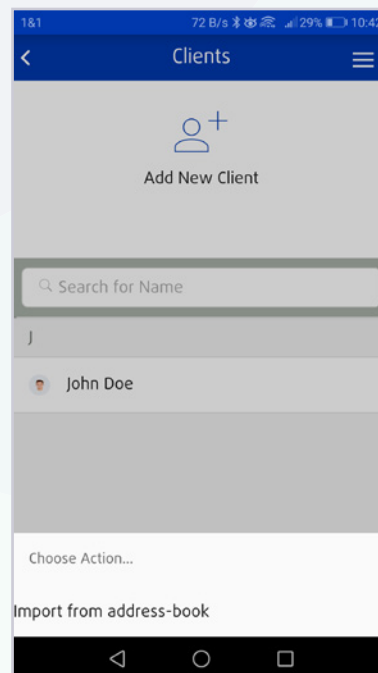 1&1 72 B/s 29% 10:42
Clients
Add New Client
Search for Name
J
John Doe
Choose Action...
Import from address-book